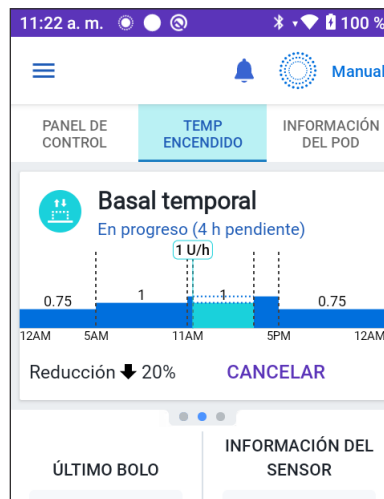 11:22 a. m. 100 %
Manual
PANEL DE
CONTROL
TEMP
ENCENDIDO
INFORMACIÓN
DEL POD
Basal temporal
En progreso (4 h pendiente)
1 U/h
0.75 1 1 0.75
12AM 5AM 11AM 5PM 12AM
Reducción 20% CANCELAR
ÚLTIMO BOLO
INFORMACIÓN DEL
SENSOR